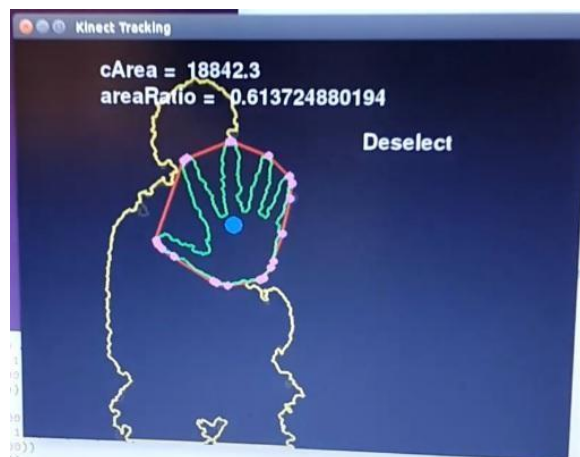 Kinect Tracking
cArea = 18842.3
areaRatio = 0.613724880194
Deselect